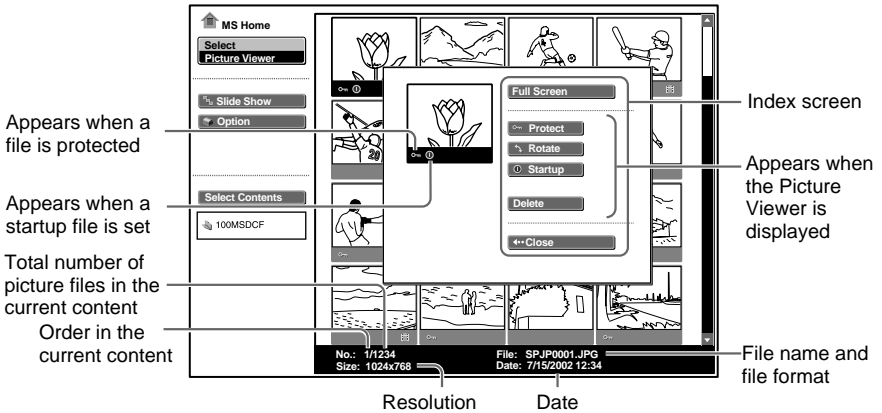 MS Home
Select
Picture Viewer
Slide Show
Option
Select Contents
100MSDCF
Full Screen
Protect
Rotate
Startup
Delete
Close
20
No.: 1/1234
Size: 1024x768
File: SPJP0001.JPG
Date: 7/15/2002 12:34
Appears when a
file is protected
Appears when a
startup file is set
Total number of
picture files in the
current content
Order in the
current content
Resolution
Date
Index screen
Appears when
the Picture
Viewer is
displayed
File name and
file format